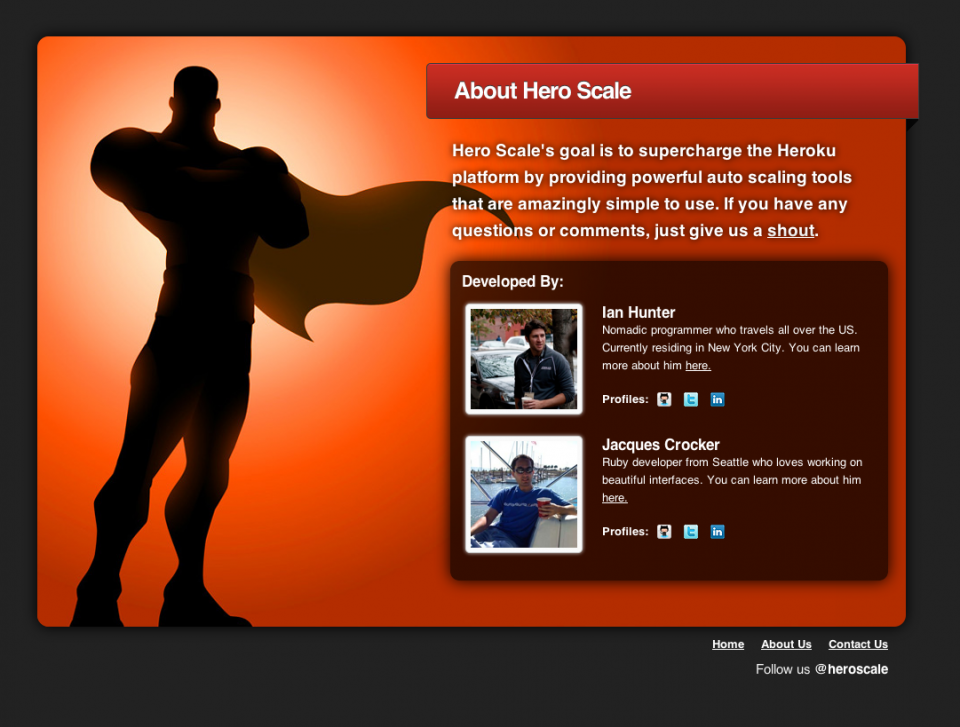 About Hero Scale
Hero Scale's goal is to supercharge the Heroku
platform by providing powerful auto scaling tools
that are amazingly simple to use. If you have any
questions or comments, just give us a shout.
Developed By:
Ian Hunter
Nomadic programmer who travels all over the US.
Currently residing in New York City. You can learn
more about him here.
Profiles:
Jacques Crocker
Ruby developer from Seattle who loves working on
beautiful interfaces. You can learn more about him
here.
Profiles:
Home About Us Contact Us
Follow us @heroscale